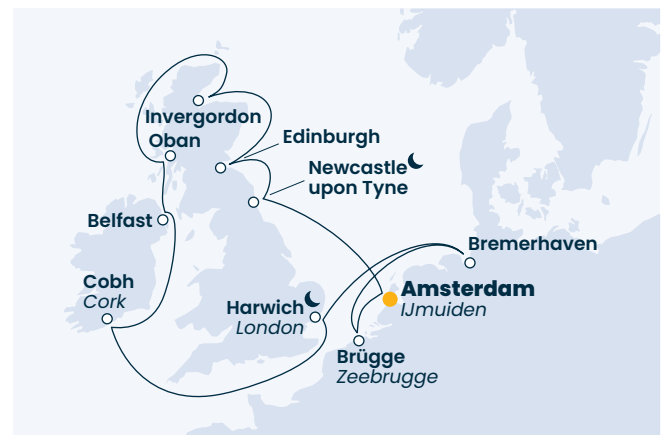 Invergordon
Oban
Edinburgh
Newcastle
upon Tyne
Belfast
Bremerhaven
Cobh
Cork
Amsterdam
IJmuiden
Harwich
London
Brügge
Zeebrugge